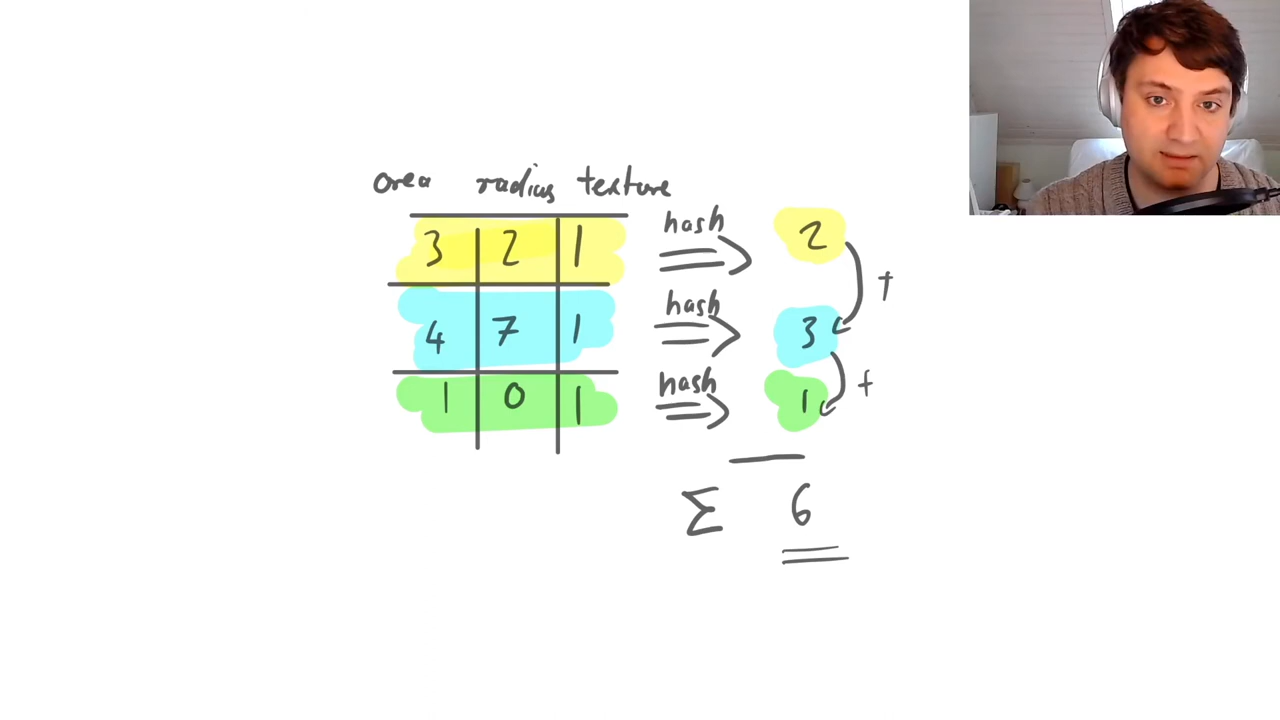 area radius texture
3 2 1 hash 2
+
4 7 1 hash 3
+
1 0 1 hash 1
Σ 6